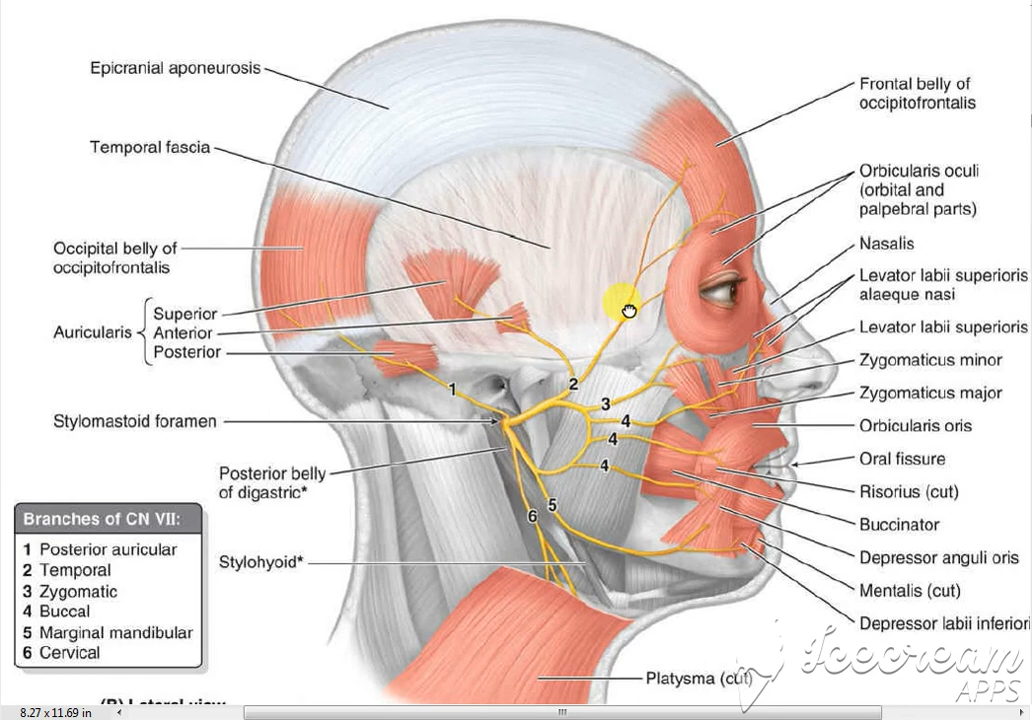 Epicranial aponeurosis
Temporal fascia
Occipital belly of
occipitofrontalis
Auricularis
Superior
Anterior
Posterior
Stylomastoid foramen
Posterior belly
of digastric*
Stylohyoid*
Branches of CN VII:
1 Posterior auricular
2 Temporal
3 Zygomatic
4 Buccal
5 Marginal mandibular
6 Cervical
(B) Lateral view
1
2
3
4
4
4
5
6
Frontal belly of
occipitofrontalis
Orbicularis oculi
(orbital and
palpebral parts)
Nasalis
Levator labii superioris
alaeque nasi
Levator labii superioris
Zygomaticus minor
Zygomaticus major
Orbicularis oris
Oral fissure
Risorius (cut)
Buccinator
Depressor anguli oris
Mentalis (cut)
Depressor labii inferiori
Platysma (cut)
Icecream
APPS
8.27 x 11.69 in